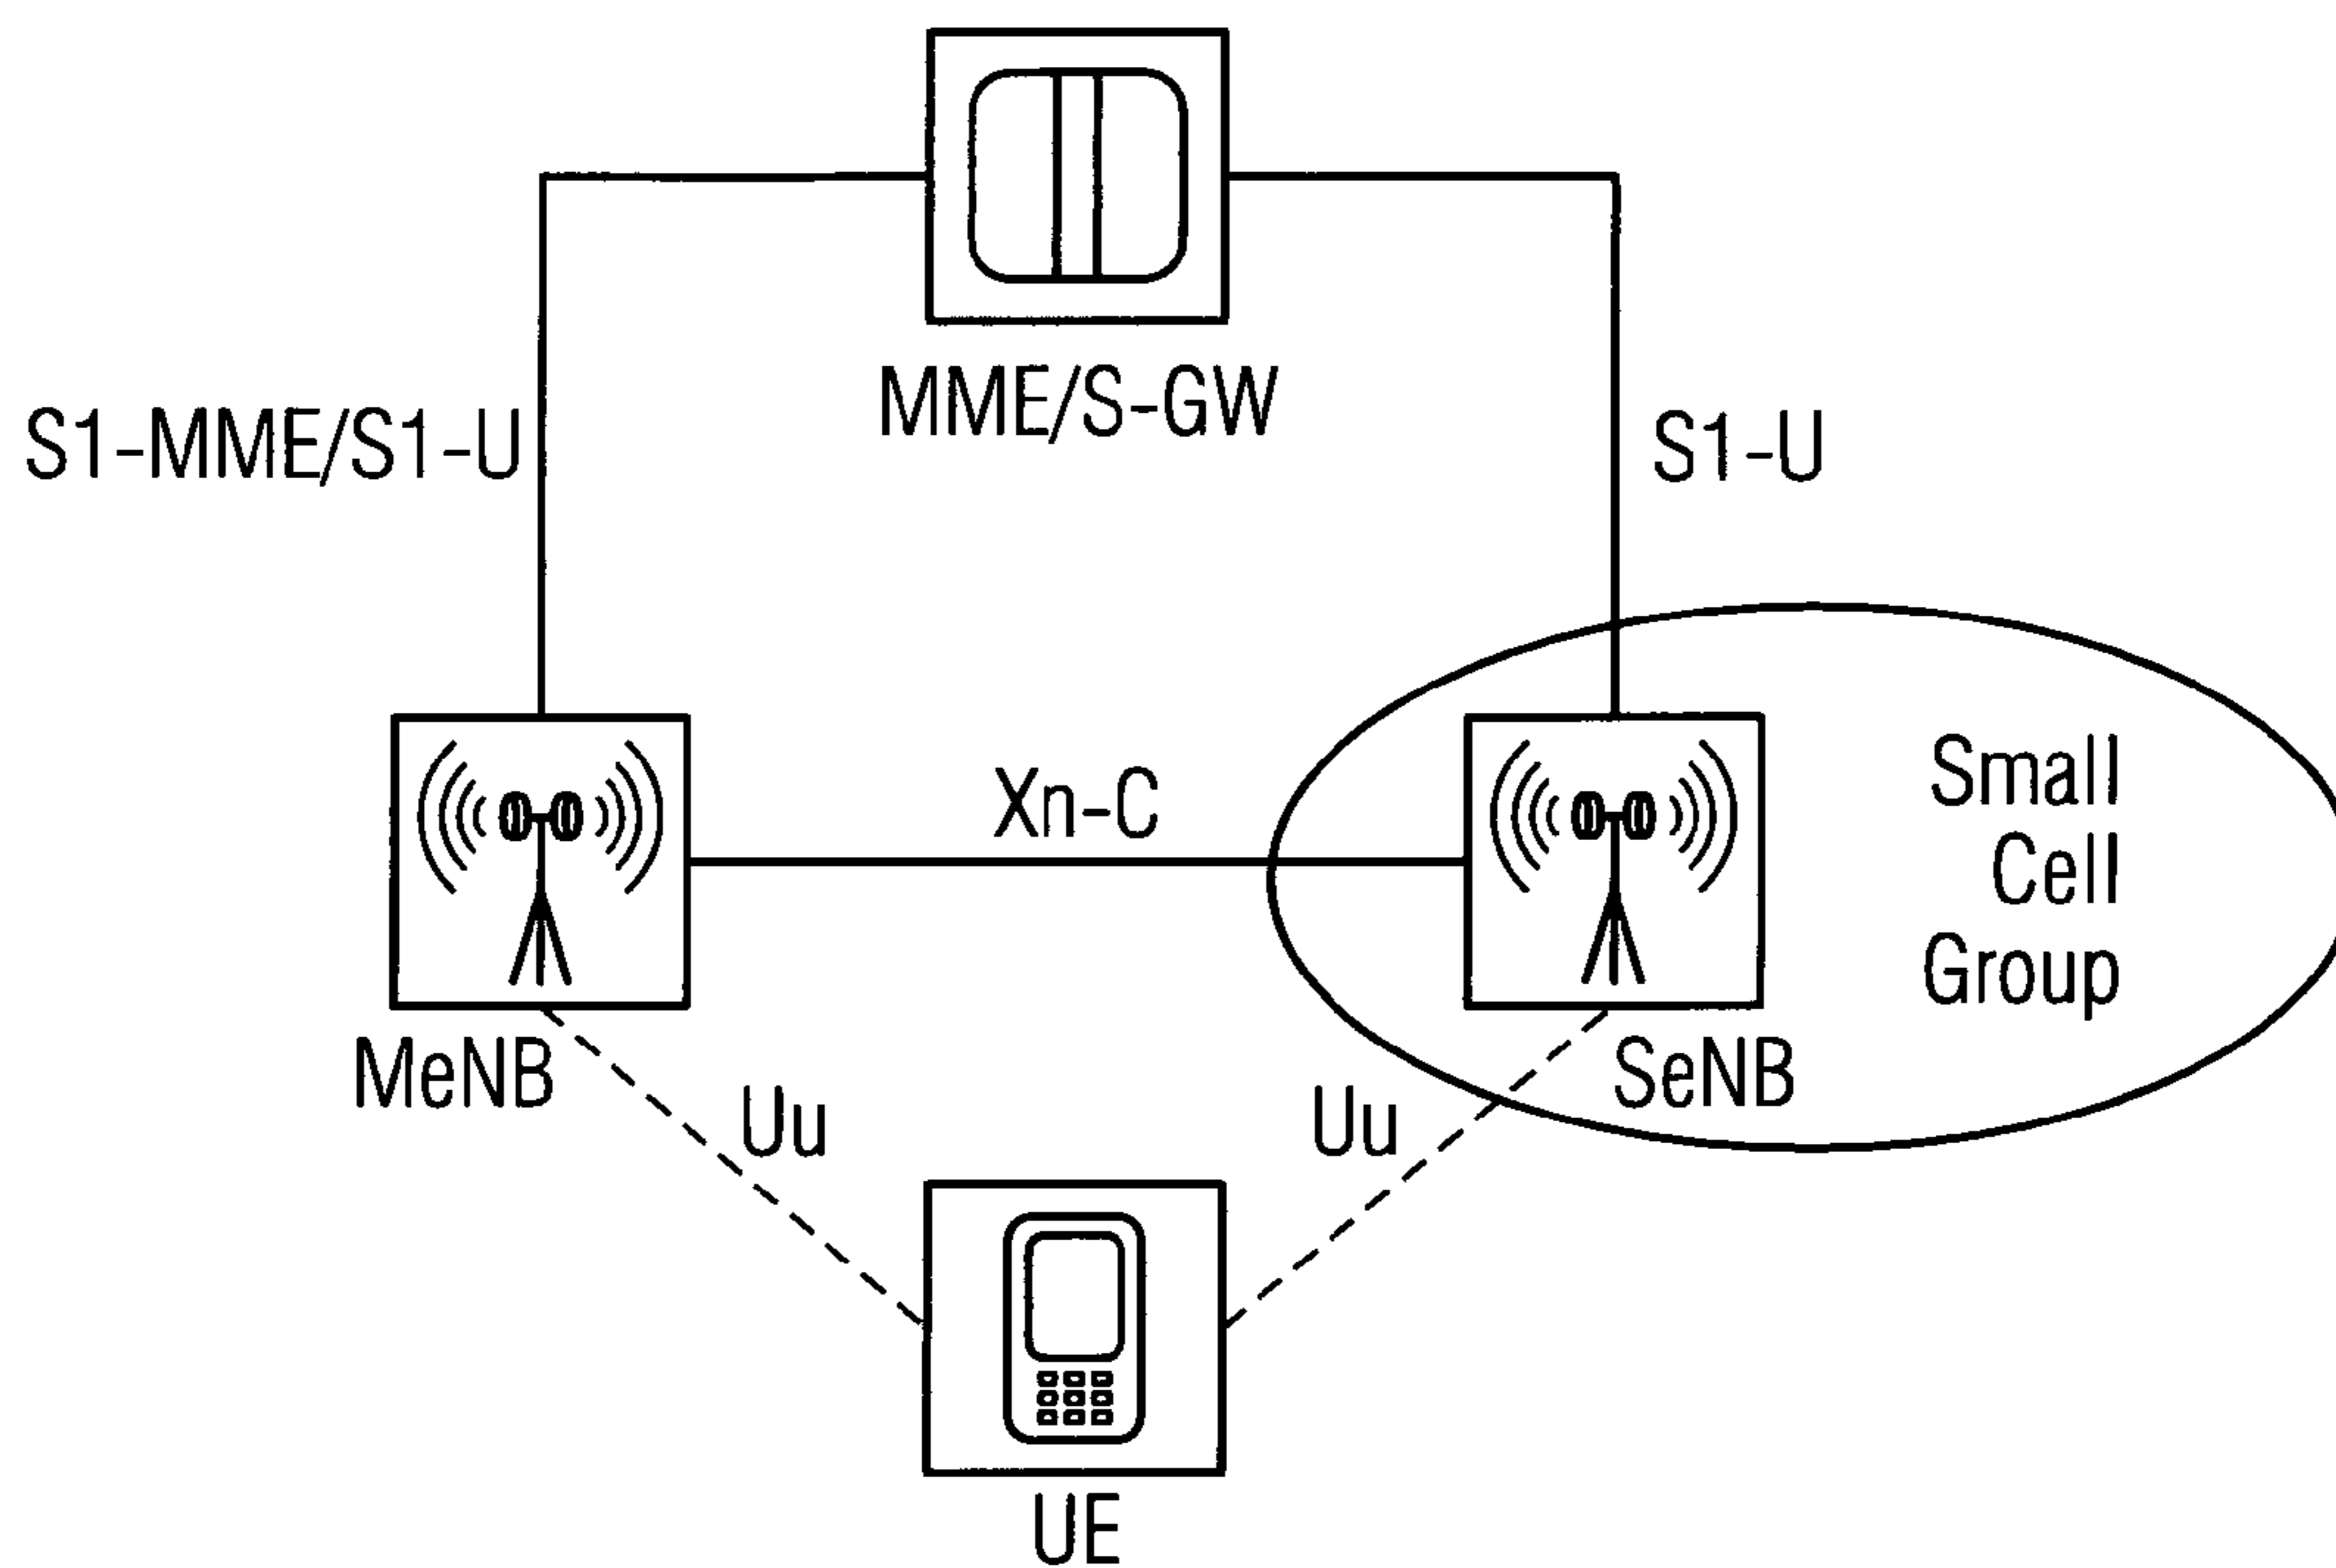 MME/S-GW
S1-MME/S1-U
S1-U
Xn-C
Small
Cell
Group
MeNB
SeNB
Uu
Uu
UE